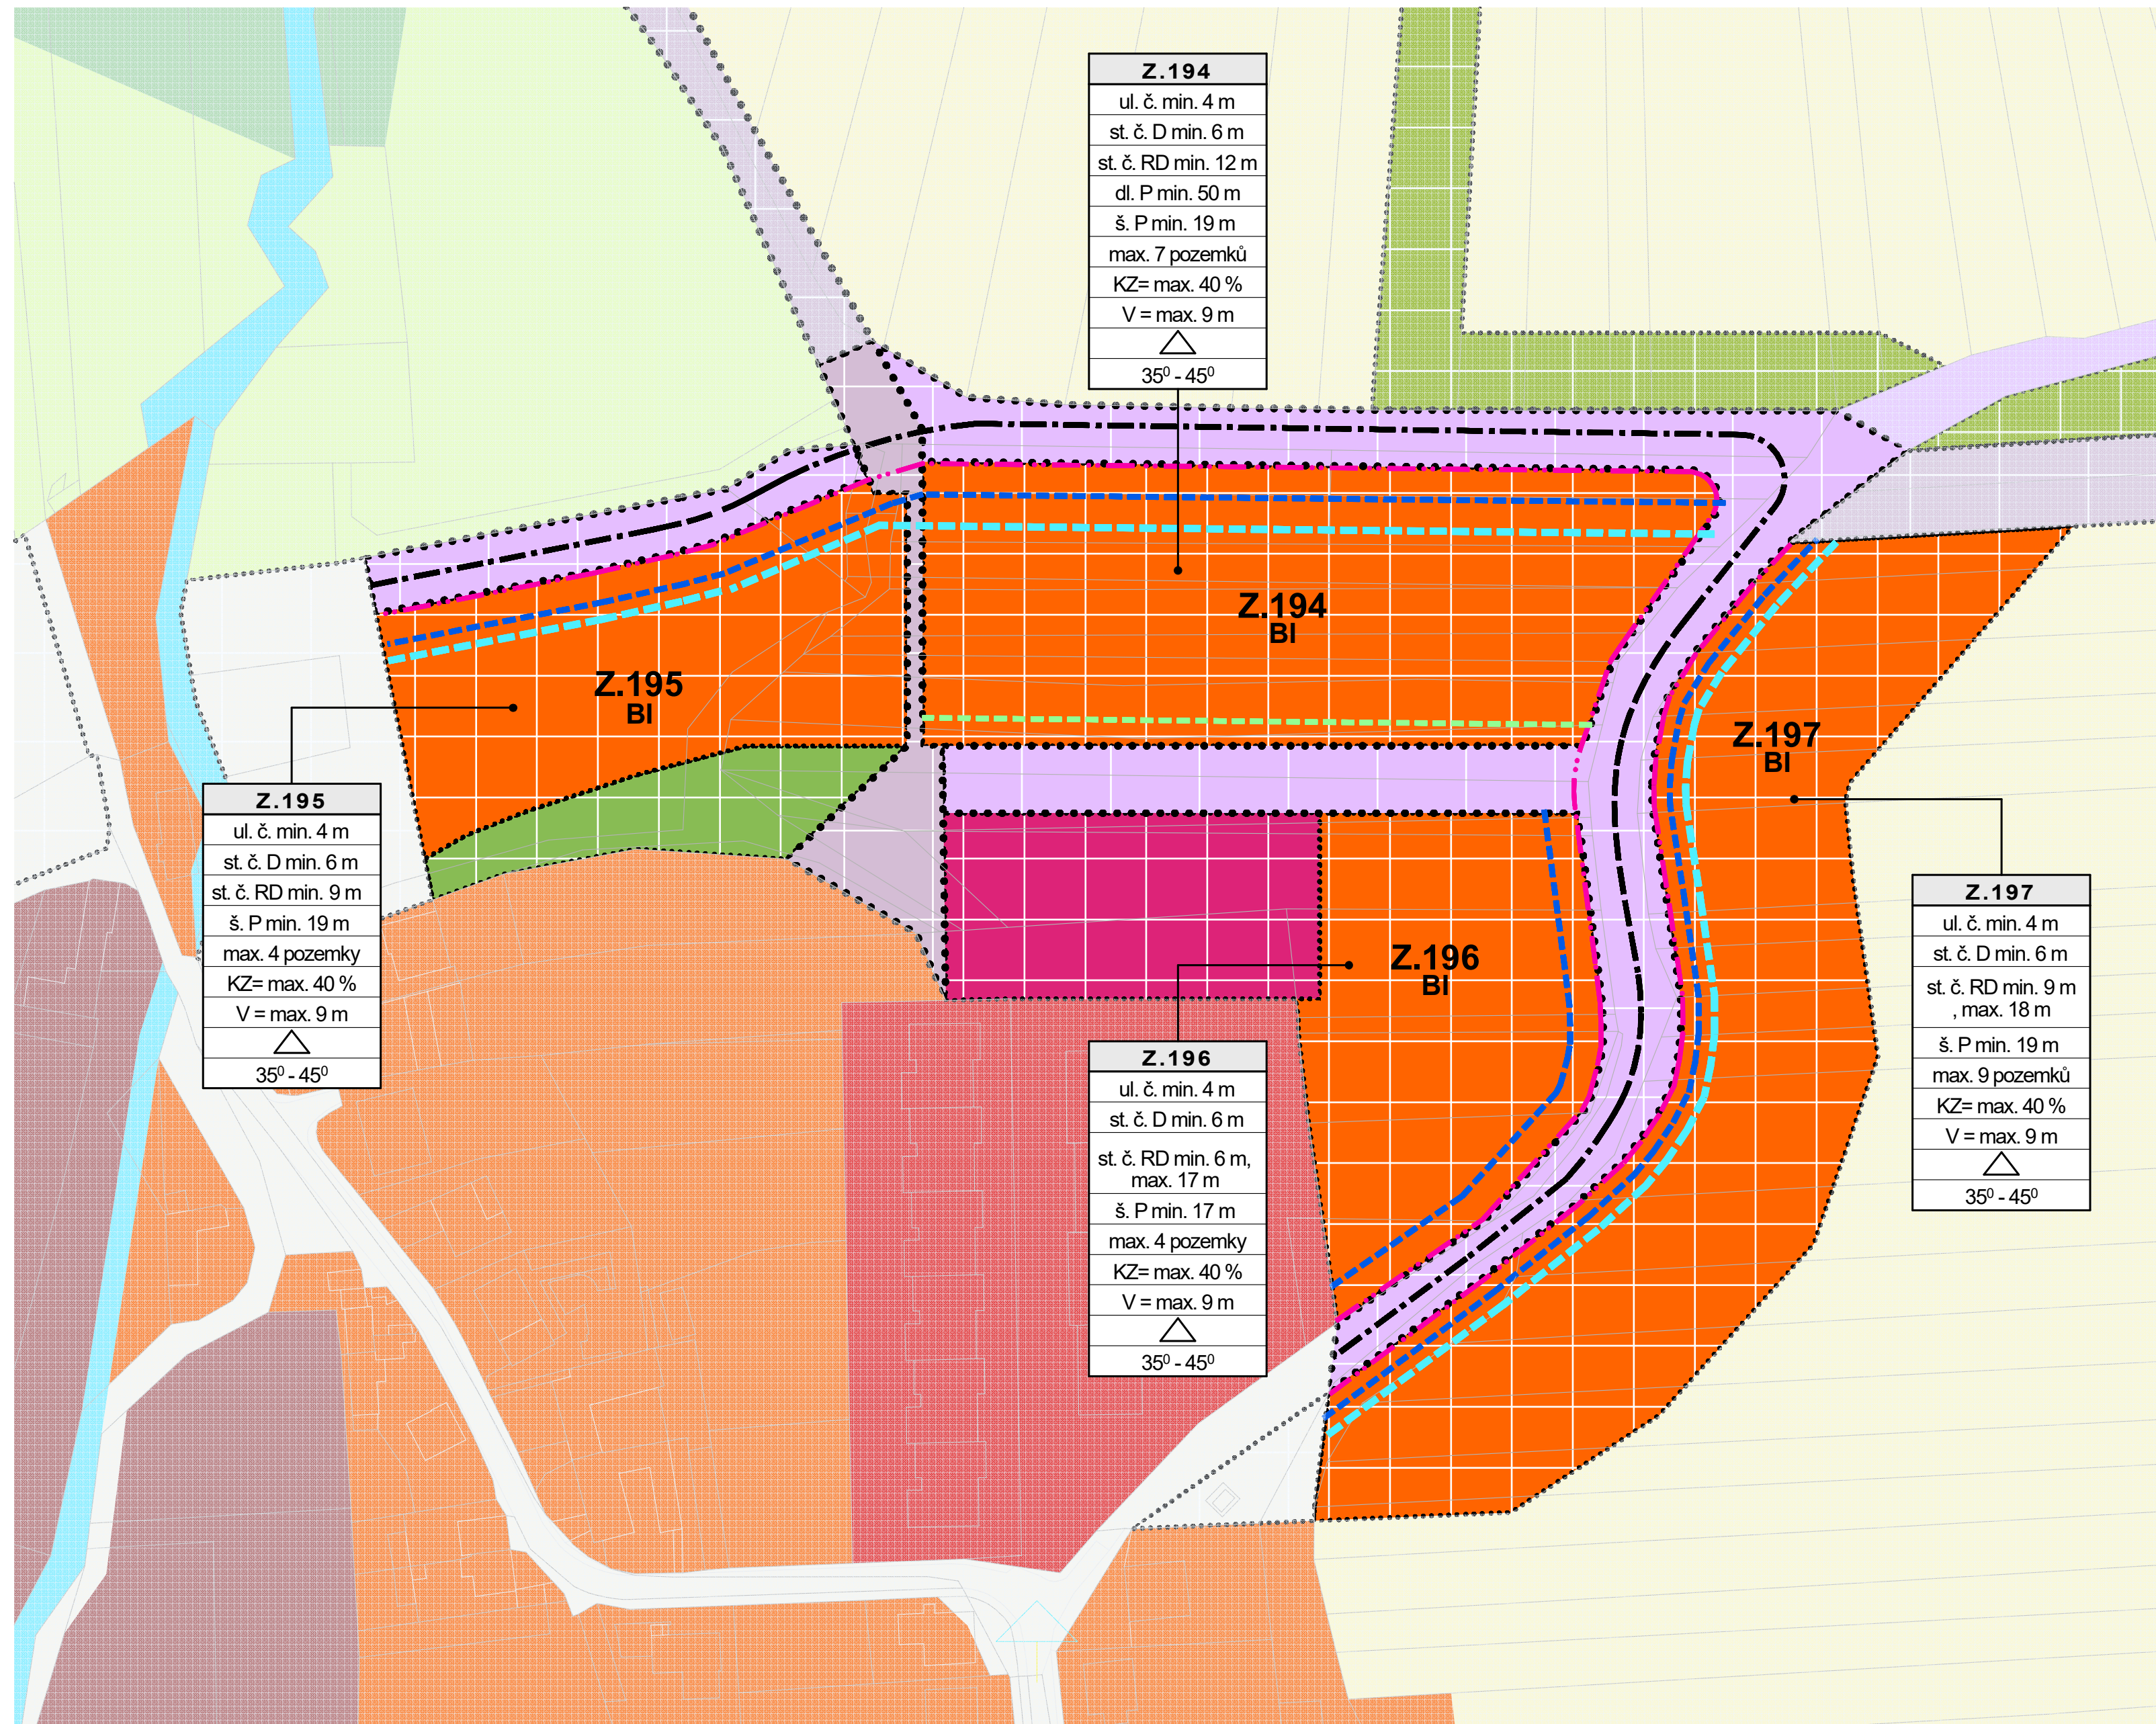 Z.194
ul. č. min. 4 m
st. č. D min. 6 m
st. č. RD min. 12 m
dl. P min. 50 m
š. P min. 19 m
max. 7 pozemků
KZ= max. 40 %
V = max. 9 m
35⁰ - 45⁰
Z.194
BI
Z.195
BI
Z.197
BI
Z.195
ul. č. min. 4 m
st. č. D min. 6 m
st. č. RD min. 9 m
š. P min. 19 m
max. 4 pozemky
KZ= max. 40 %
V = max. 9 m
35⁰ - 45⁰
Z.197
ul. č. min. 4 m
st. č. D min. 6 m
st. č. RD min. 9 m
, max. 18 m
š. P min. 19 m
max. 9 pozemků
KZ= max. 40 %
V = max. 9 m
35⁰ - 45⁰
Z.196
BI
Z.196
ul. č. min. 4 m
st. č. D min. 6 m
st. č. RD min. 6 m,
max. 17 m
š. P min. 17 m
max. 4 pozemky
KZ= max. 40 %
V = max. 9 m
35⁰ - 45⁰